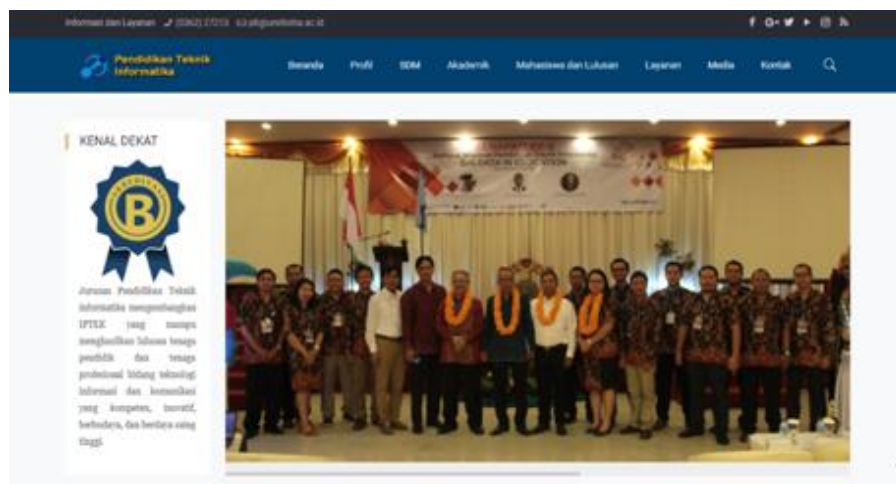 Informasi dan Layanan (0362) 27213
Pendidikan Teknik
Informatika
Beranda Profil SDM Akademik Mahasiswa dan Lulusan Layanan Media Kontak
KENAL DEKAT
B
Jurusan Pendidikan Teknik
Informatika mengembangkan
IPTEK yang mampu
menghasilkan lulusan tenaga
pendidik dan tenaga
profesional bidang teknologi
informasi dan komunikasi
yang kompeten, inovatif,
berbudaya, dan berdaya saing
tinggi.